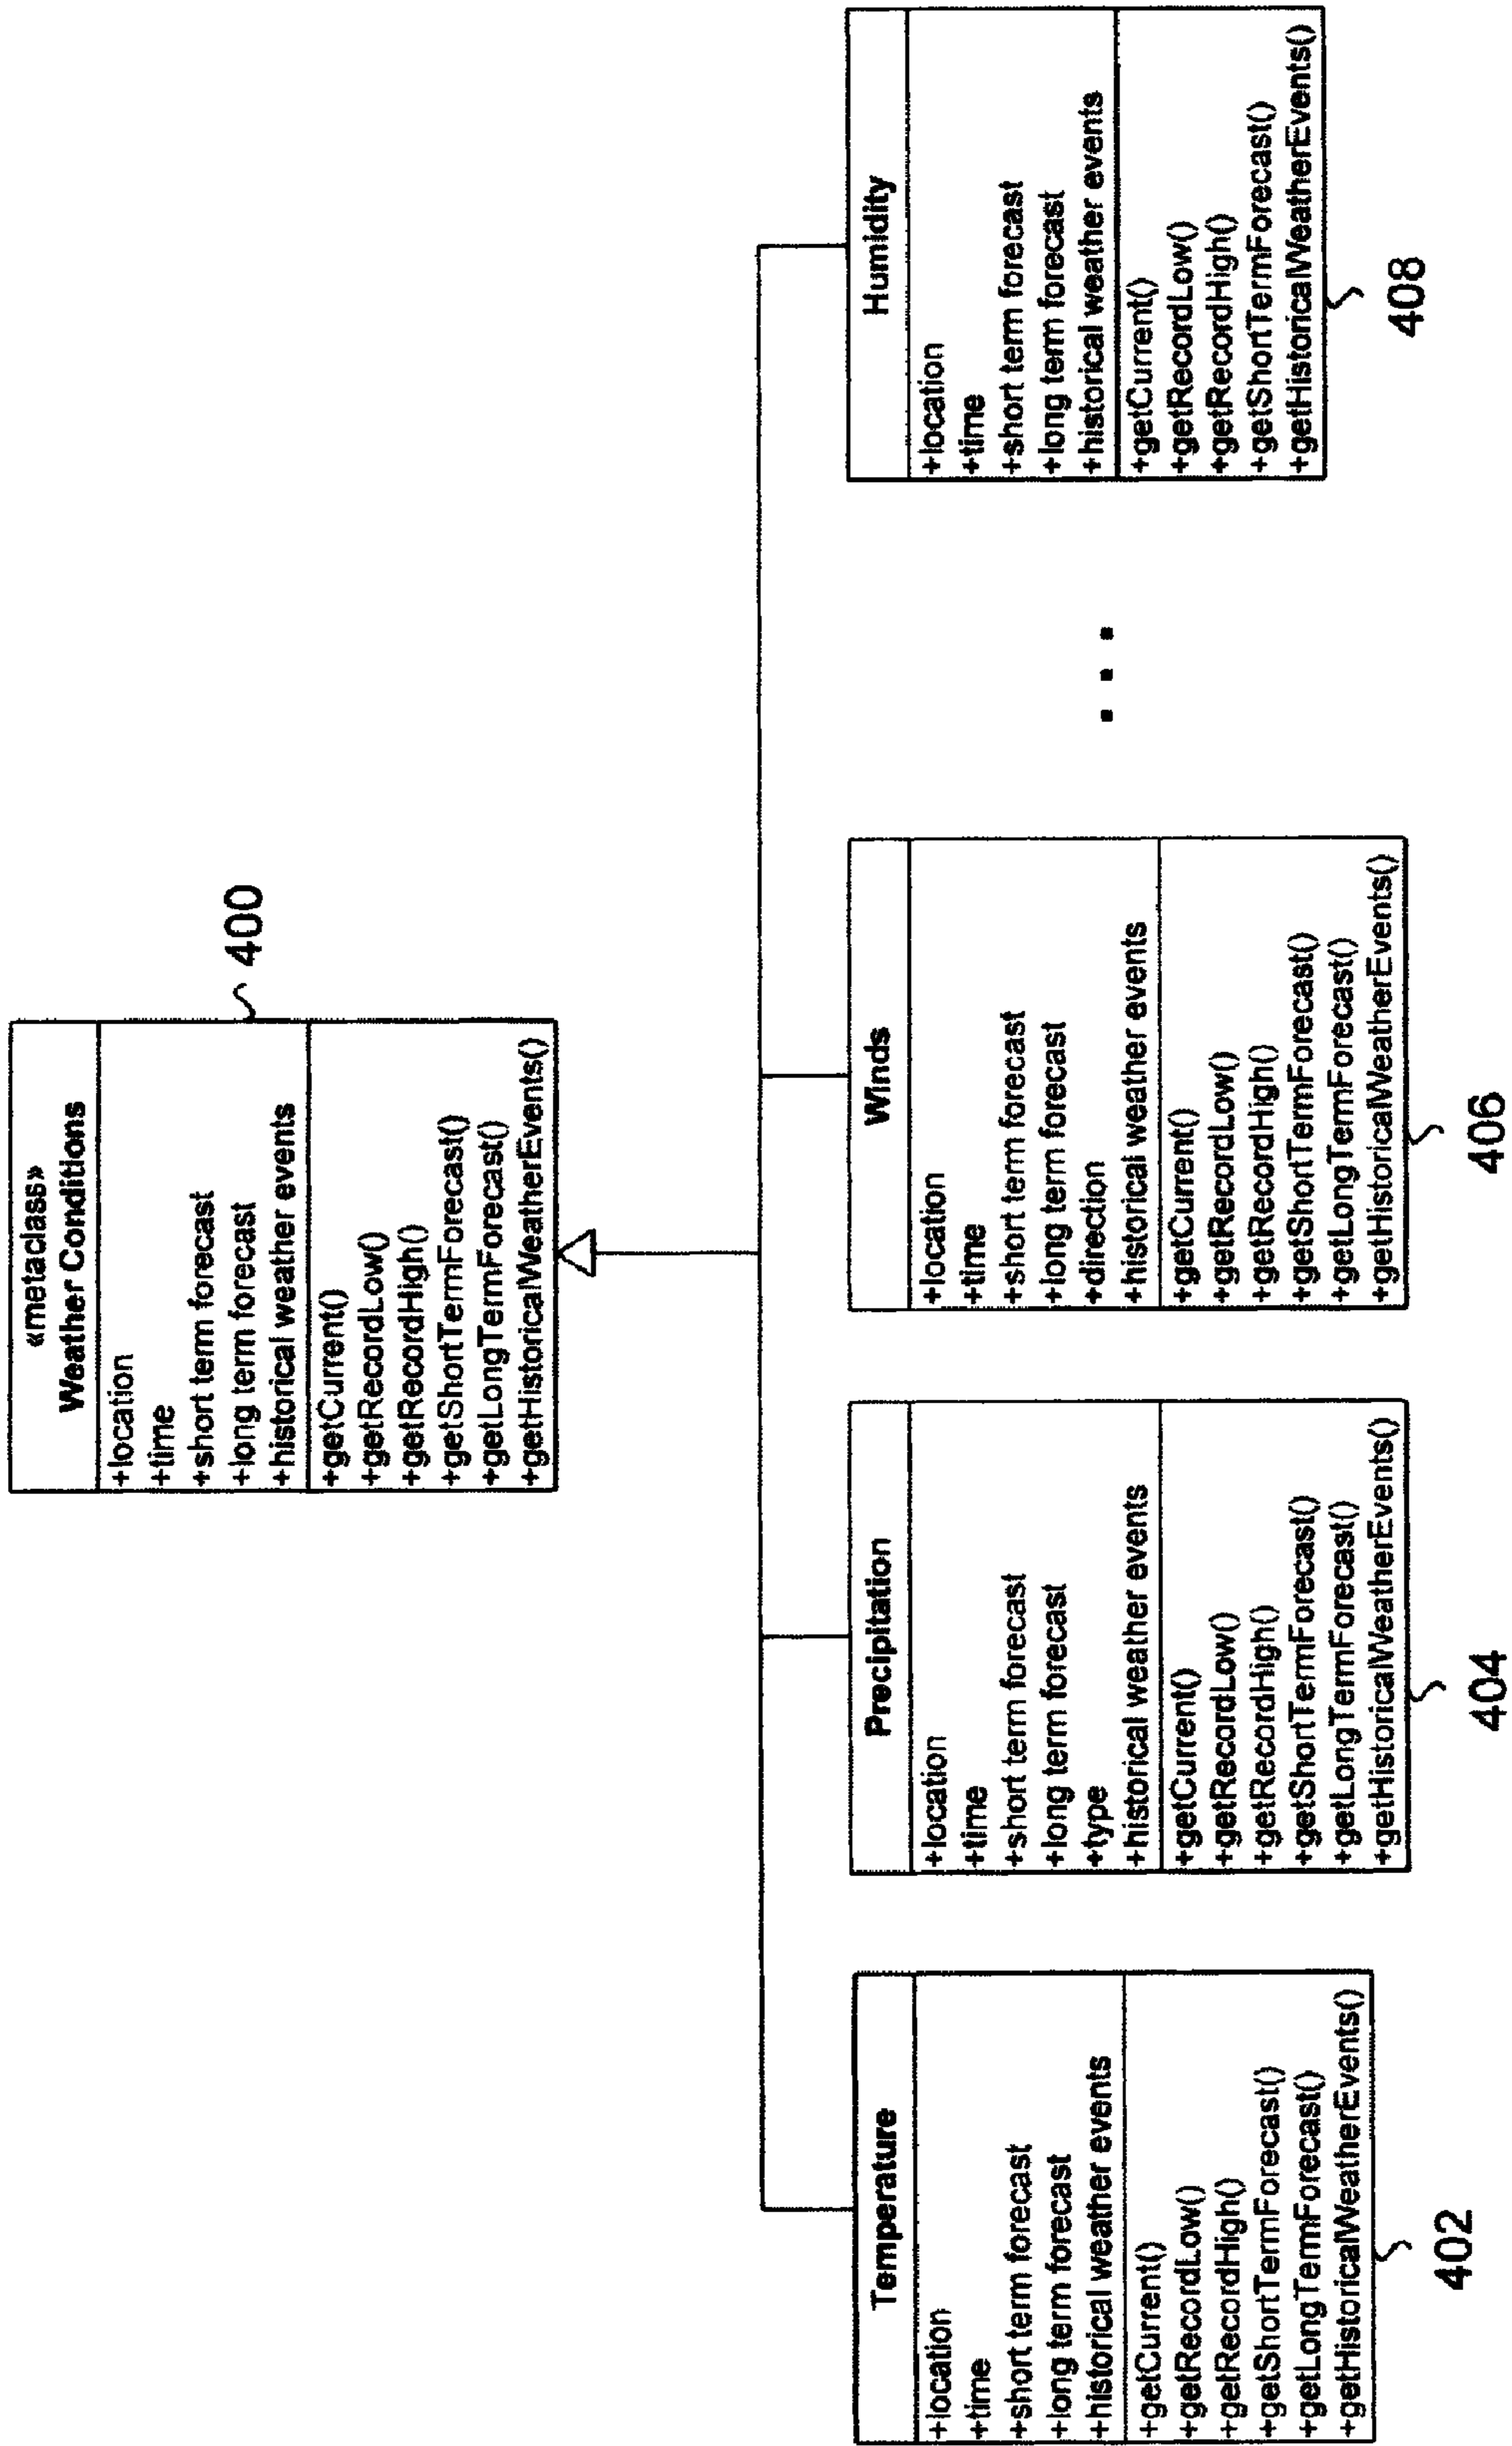 «metaclass»
Weather Conditions
+location
+time
+short term forecast
+long term forecast
+historical weather events
+getCurrent()
+getRecordLow()
+getRecordHigh()
+getShortTermForecast()
+getLongTermForecast()
+getHistoricalWeatherEvents()
400
Temperature
+location
+time
+short term forecast
+long term forecast
+historical weather events
+getCurrent()
+getRecordLow()
+getRecordHigh()
+getShortTermForecast()
+getLongTermForecast()
+getHistoricalWeatherEvents()
402
Precipitation
+location
+time
+short term forecast
+long term forecast
+type
+historical weather events
+getCurrent()
+getRecordLow()
+getRecordHigh()
+getShortTermForecast()
+getLongTermForecast()
+getHistoricalWeatherEvents()
404
Winds
+location
+time
+short term forecast
+long term forecast
+direction
+historical weather events
+getCurrent()
+getRecordLow()
+getRecordHigh()
+getShortTermForecast()
+getLongTermForecast()
+getHistoricalWeatherEvents()
406
. . .
Humidity
+location
+time
+short term forecast
+long term forecast
+historical weather events
+getCurrent()
+getRecordLow()
+getRecordHigh()
+getShortTermForecast()
+getHistoricalWeatherEvents()
408